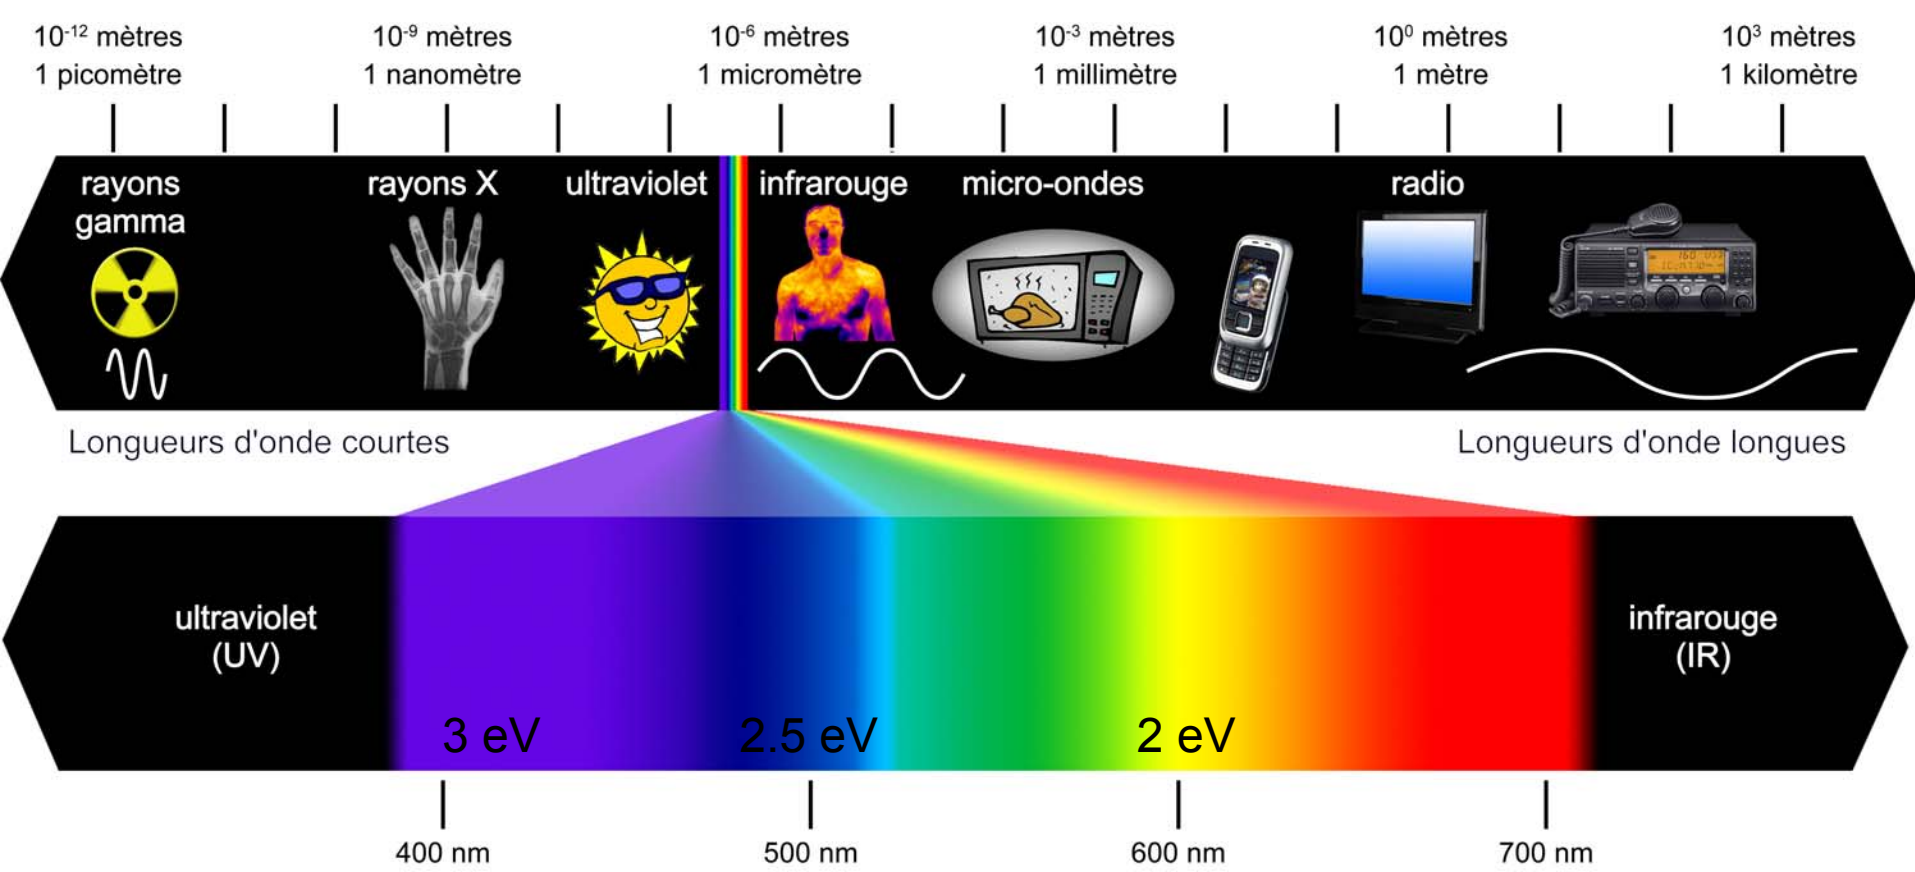 10⁻¹² mètres
1 picomètre
10⁻⁹ mètres
1 nanomètre
10⁻⁶ mètres
1 micromètre
10⁻³ mètres
1 millimètre
10⁰ mètres
1 mètre
10³ mètres
1 kilomètre
rayons
gamma
rayons X
ultraviolet
infrarouge
micro-ondes
radio
Longueurs d'onde courtes
Longueurs d'onde longues
ultraviolet
(UV)
infrarouge
(IR)
3 eV
2.5 eV
2 eV
400 nm
500 nm
600 nm
700 nm